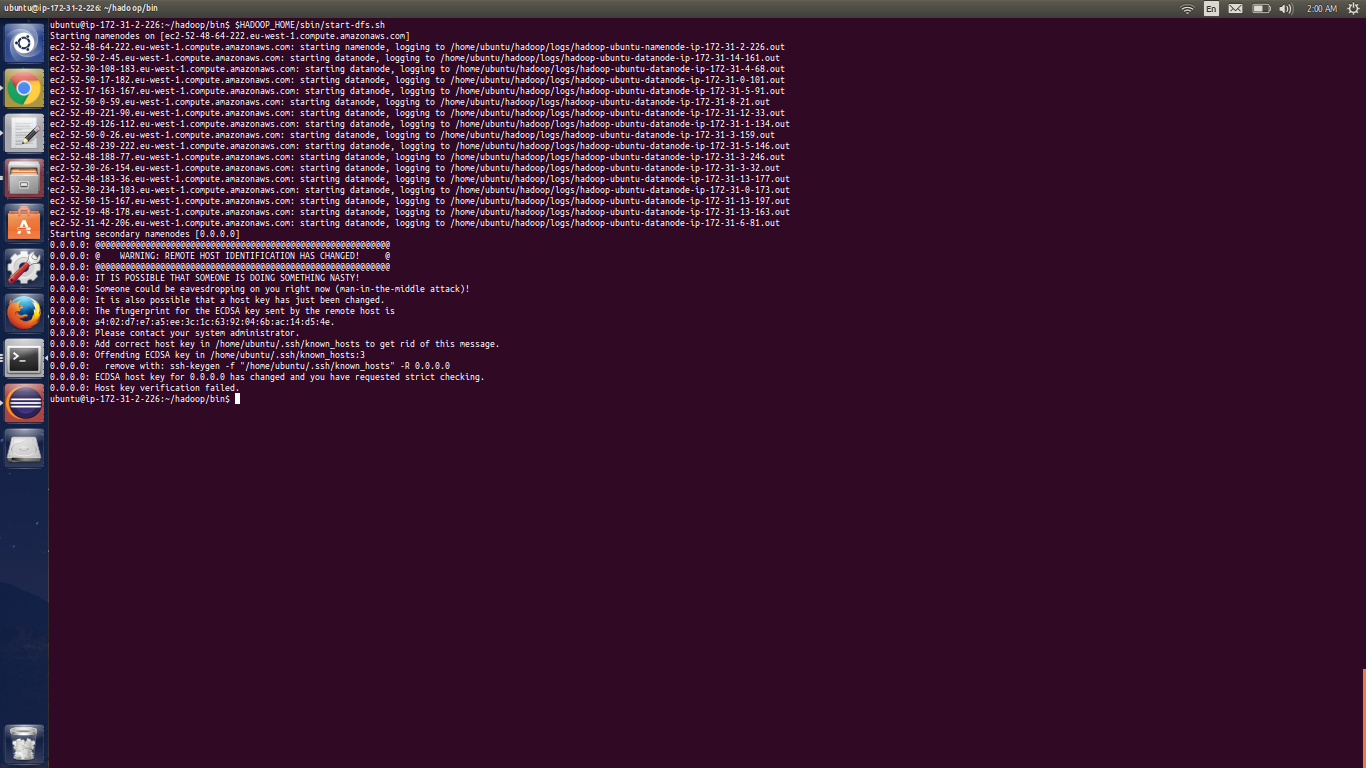 ubuntu@ip-172-31-2-226: ~/hadoop/bin
En
2:00 AM
ubuntu@ip-172-31-2-226:~/hadoop/bin$ $HADOOP_HOME/sbin/start-dfs.sh
Starting namenodes on [ec2-52-48-64-222.eu-west-1.compute.amazonaws.com]
ec2-52-48-64-222.eu-west-1.compute.amazonaws.com: starting namenode, logging to /home/ubuntu/hadoop/logs/hadoop-ubuntu-namenode-ip-172-31-2-226.out
ec2-52-50-2-45.eu-west-1.compute.amazonaws.com: starting datanode, logging to /home/ubuntu/hadoop/logs/hadoop-ubuntu-datanode-ip-172-31-14-161.out
ec2-52-30-108-183.eu-west-1.compute.amazonaws.com: starting datanode, logging to /home/ubuntu/hadoop/logs/hadoop-ubuntu-datanode-ip-172-31-4-68.out
ec2-52-50-17-182.eu-west-1.compute.amazonaws.com: starting datanode, logging to /home/ubuntu/hadoop/logs/hadoop-ubuntu-datanode-ip-172-31-0-101.out
ec2-52-17-163-167.eu-west-1.compute.amazonaws.com: starting datanode, logging to /home/ubuntu/hadoop/logs/hadoop-ubuntu-datanode-ip-172-31-5-91.out
ec2-52-50-0-59.eu-west-1.compute.amazonaws.com: starting datanode, logging to /home/ubuntu/hadoop/logs/hadoop-ubuntu-datanode-ip-172-31-8-21.out
ec2-52-49-221-90.eu-west-1.compute.amazonaws.com: starting datanode, logging to /home/ubuntu/hadoop/logs/hadoop-ubuntu-datanode-ip-172-31-12-33.out
ec2-52-49-126-112.eu-west-1.compute.amazonaws.com: starting datanode, logging to /home/ubuntu/hadoop/logs/hadoop-ubuntu-datanode-ip-172-31-1-134.out
ec2-52-50-0-26.eu-west-1.compute.amazonaws.com: starting datanode, logging to /home/ubuntu/hadoop/logs/hadoop-ubuntu-datanode-ip-172-31-3-159.out
ec2-52-48-239-222.eu-west-1.compute.amazonaws.com: starting datanode, logging to /home/ubuntu/hadoop/logs/hadoop-ubuntu-datanode-ip-172-31-5-146.out
ec2-52-48-188-77.eu-west-1.compute.amazonaws.com: starting datanode, logging to /home/ubuntu/hadoop/logs/hadoop-ubuntu-datanode-ip-172-31-3-246.out
ec2-52-30-26-154.eu-west-1.compute.amazonaws.com: starting datanode, logging to /home/ubuntu/hadoop/logs/hadoop-ubuntu-datanode-ip-172-31-3-32.out
ec2-52-48-183-36.eu-west-1.compute.amazonaws.com: starting datanode, logging to /home/ubuntu/hadoop/logs/hadoop-ubuntu-datanode-ip-172-31-13-177.out
ec2-52-30-234-103.eu-west-1.compute.amazonaws.com: starting datanode, logging to /home/ubuntu/hadoop/logs/hadoop-ubuntu-datanode-ip-172-31-0-173.out
ec2-52-50-15-167.eu-west-1.compute.amazonaws.com: starting datanode, logging to /home/ubuntu/hadoop/logs/hadoop-ubuntu-datanode-ip-172-31-13-197.out
ec2-52-19-48-178.eu-west-1.compute.amazonaws.com: starting datanode, logging to /home/ubuntu/hadoop/logs/hadoop-ubuntu-datanode-ip-172-31-13-163.out
ec2-52-31-42-206.eu-west-1.compute.amazonaws.com: starting datanode, logging to /home/ubuntu/hadoop/logs/hadoop-ubuntu-datanode-ip-172-31-6-81.out
Starting secondary namenodes [0.0.0.0]
0.0.0.0: @@@@@@@@@@@@@@@@@@@@@@@@@@@@@@@@@@@@@@@@@@@@@@@@@@@@@@@@@@@
0.0.0.0: @    WARNING: REMOTE HOST IDENTIFICATION HAS CHANGED!     @
0.0.0.0: @@@@@@@@@@@@@@@@@@@@@@@@@@@@@@@@@@@@@@@@@@@@@@@@@@@@@@@@@@@
0.0.0.0: IT IS POSSIBLE THAT SOMEONE IS DOING SOMETHING NASTY!
0.0.0.0: Someone could be eavesdropping on you right now (man-in-the-middle attack)!
0.0.0.0: It is also possible that a host key has just been changed.
0.0.0.0: The fingerprint for the ECDSA key sent by the remote host is
0.0.0.0: a4:02:d7:e7:a5:ee:3c:1c:63:92:04:6b:ac:14:d5:4e.
0.0.0.0: Please contact your system administrator.
0.0.0.0: Add correct host key in /home/ubuntu/.ssh/known_hosts to get rid of this message.
0.0.0.0: Offending ECDSA key in /home/ubuntu/.ssh/known_hosts:3
0.0.0.0:   remove with: ssh-keygen -f "/home/ubuntu/.ssh/known_hosts" -R 0.0.0.0
0.0.0.0: ECDSA host key for 0.0.0.0 has changed and you have requested strict checking.
0.0.0.0: Host key verification failed.
ubuntu@ip-172-31-2-226:~/hadoop/bin$